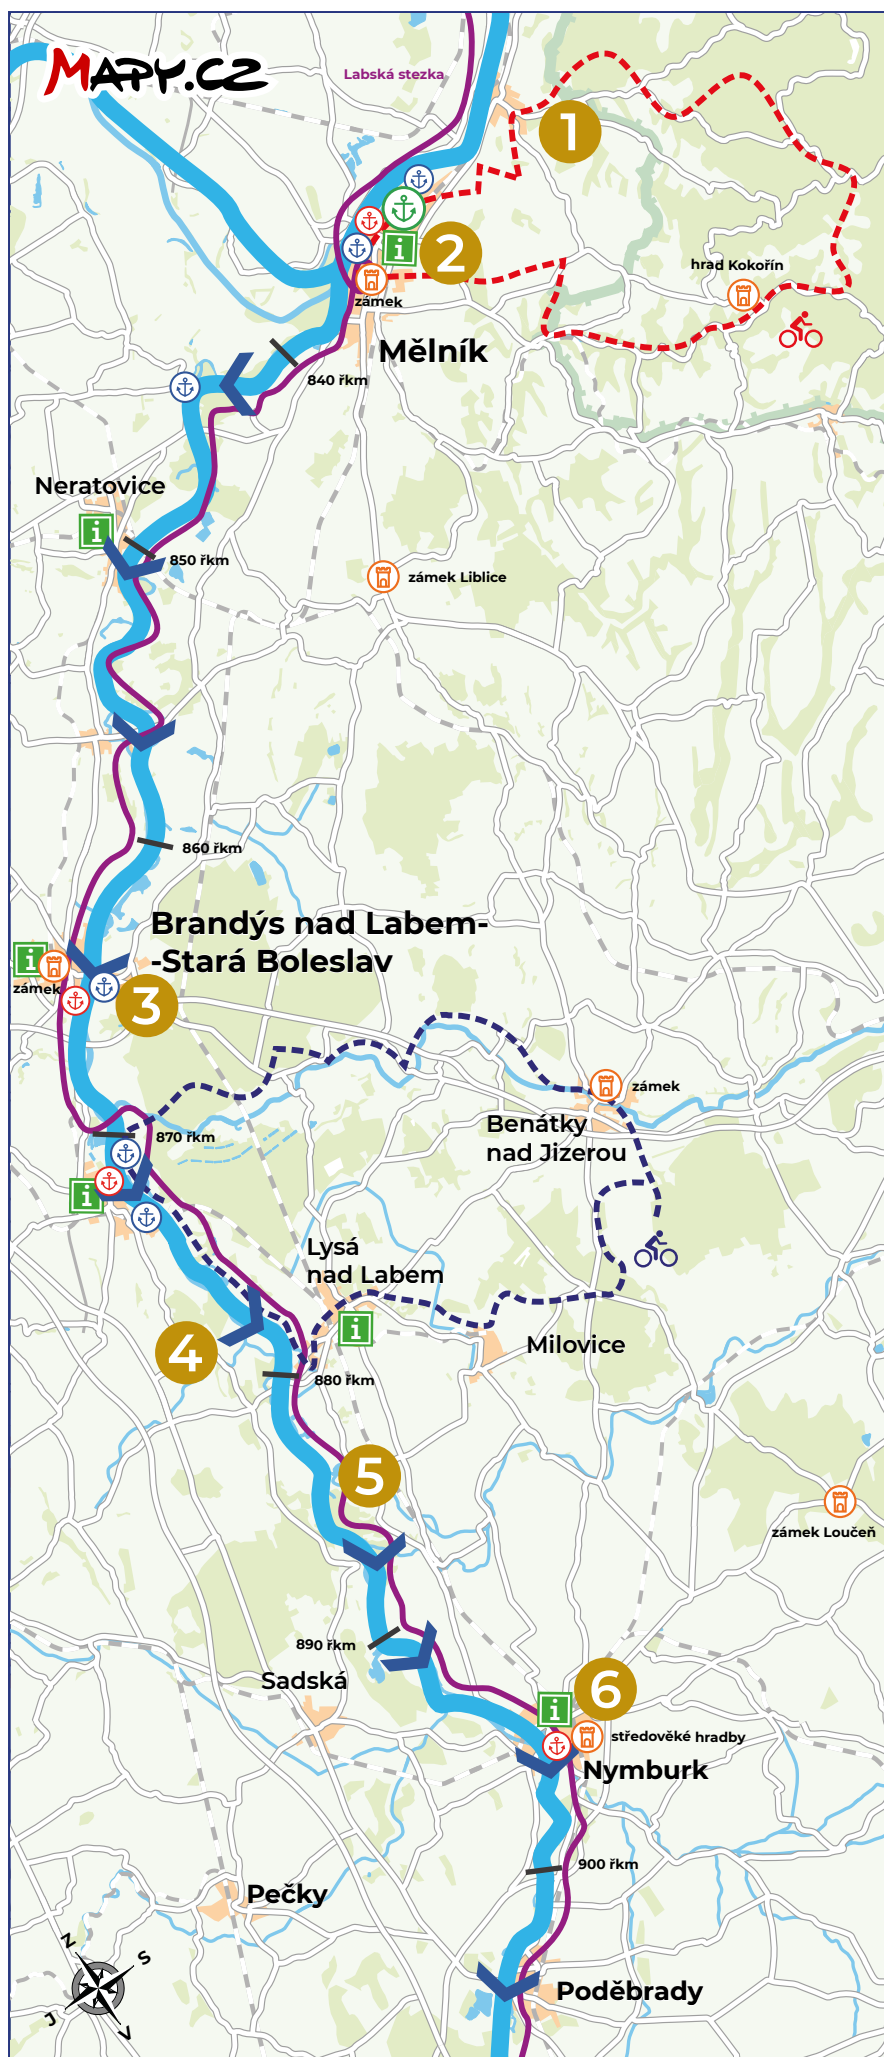 MAPY.CZ
Labská stezka
1
2
hrad Kokořín
zámek
Mělník
840 řkm
Neratovice
850 řkm
zámek Liblice
860 řkm
Brandýs nad Labem-
-Stará Boleslav
zámek
3
zámek
870 řkm
Benátky
nad Jizerou
Lysá
nad Labem
4
Milovice
880 řkm
5
zámek Loučeň
890 řkm
Sadská
6
středověké hradby
Nymburk
900 řkm
Pečky
Z
S
Poděbrady
J
V